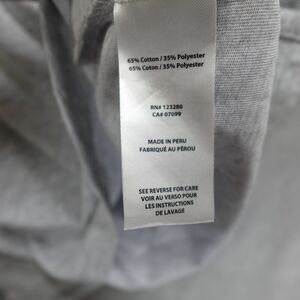 65% Cotton / 35% Polyester
65% Coton / 35% Polyester
RN# 123280
CA# 07099
MADE IN PERU
FABRIQUÉ AU PÉROU
SEE REVERSE FOR CARE
VOIR AU VERSO POUR
LES INSTRUCTIONS
DE LAVAGE